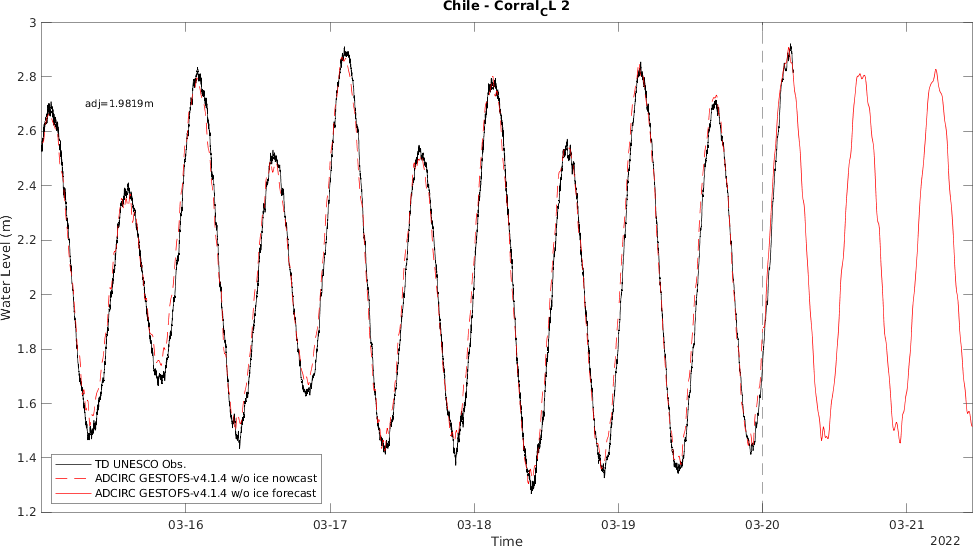 Chile - Corral_CL 2
adj=1.9819m
Water Level (m)
3
2.8
2.6
2.4
2.2
2
1.8
1.6
1.4
1.2
TD UNESCO Obs.
ADCIRC GESTOFS-v4.1.4 w/o ice nowcast
ADCIRC GESTOFS-v4.1.4 w/o ice forecast
03-16 03-17 03-18 03-19 03-20 03-21
Time
2022